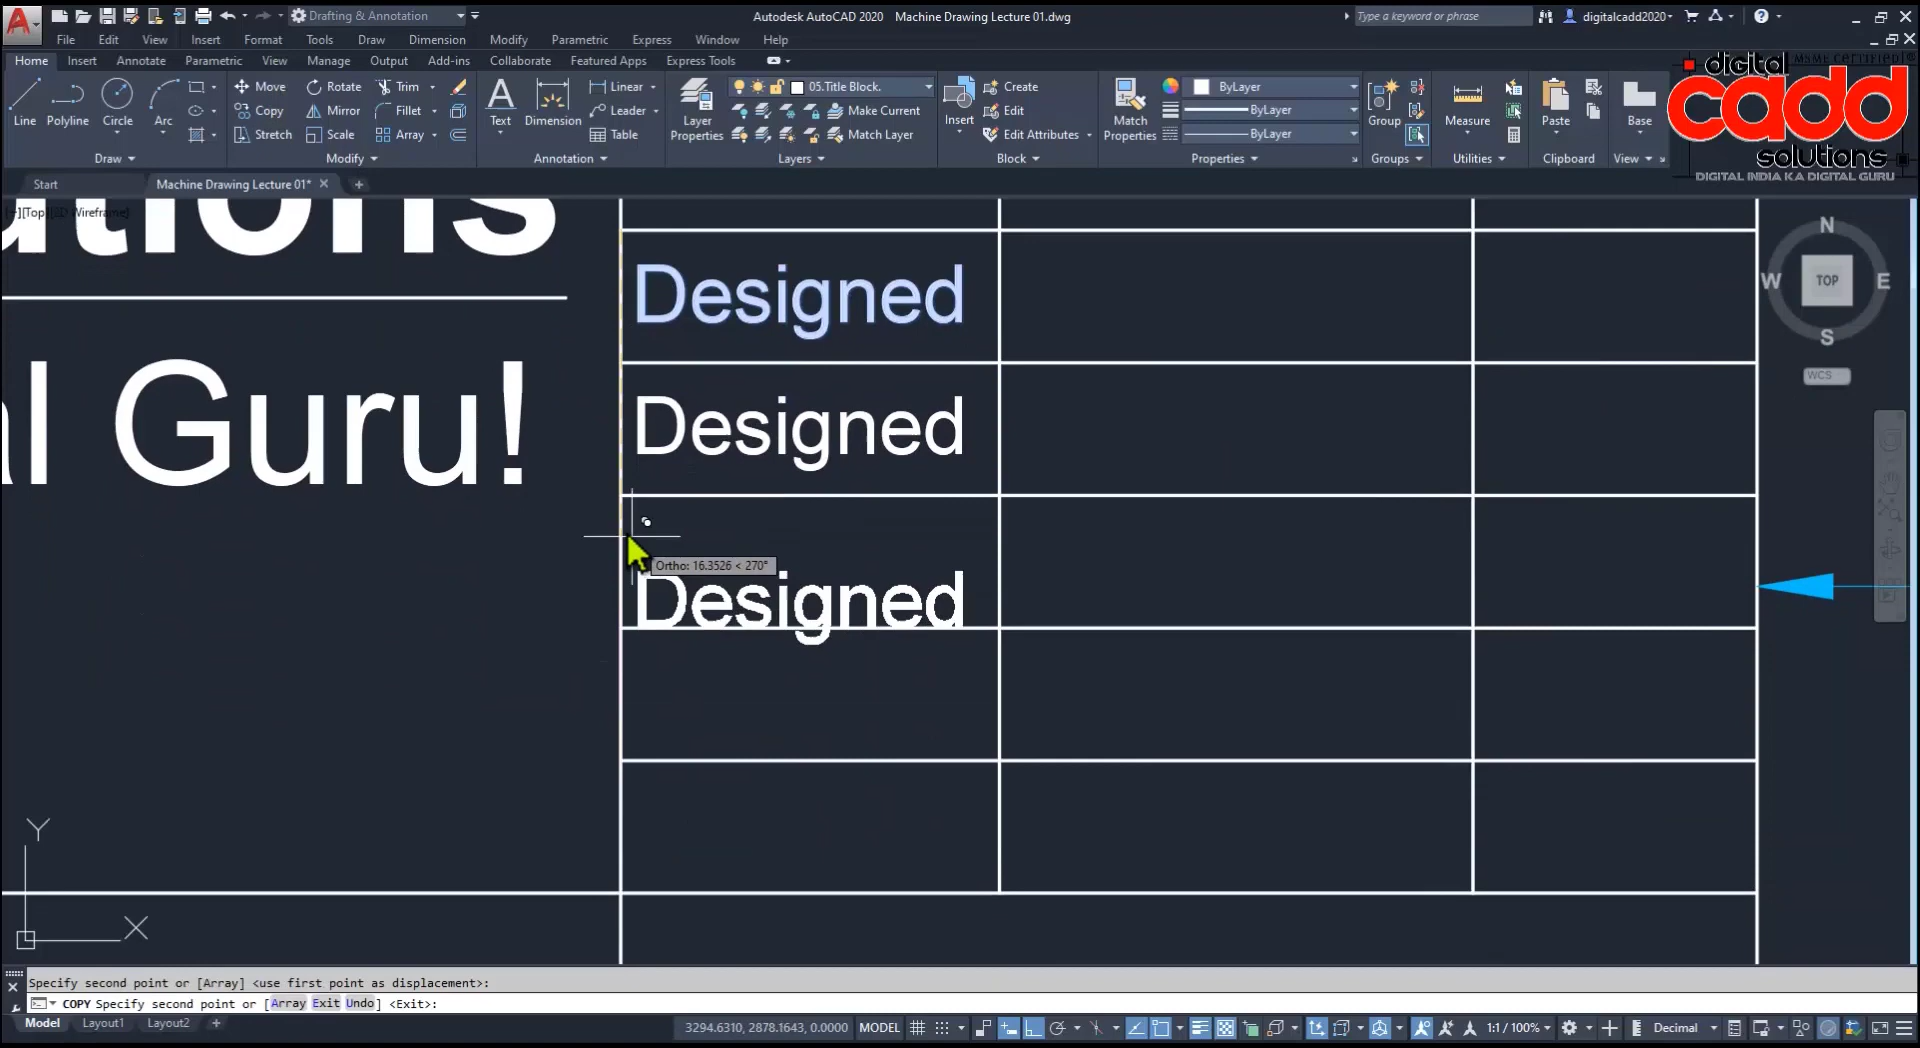 Drafting & Annotation
Autodesk AutoCAD 2020 Machine Drawing Lecture 01.dwg
Type a keyword or phrase
digitalcadd2020
File Edit View Insert Format Tools Draw Dimension Modify Parametric Express Window Help
Home Insert Annotate Parametric View Manage Output Add-ins Collaborate Featured Apps Express Tools
Line Polyline Circle Arc
Draw
Move Rotate Trim
Copy Mirror Fillet
Stretch Scale Array
Modify
Text Dimension
Linear
Leader
Table
Annotation
Layer Properties
05.Title Block.
Make Current
Match Layer
Layers
Insert
Create
Edit
Edit Attributes
Block
Match Properties
ByLayer
ByLayer
ByLayer
Properties
Group
Groups
Measure
Utilities
Paste
Clipboard
Base
View
MSME certified
digital
cadd
solutions
DIGITAL INDIA KA DIGITAL GURU
Start
Machine Drawing Lecture 01*
[Top]
Wireframe]
utions
al Guru!
Designed
Designed
Ortho: 16.3526 < 270°
Designed
N
W TOP E
S
WCS
Y
X
Specify second point or [Array] <use first point as displacement>:
COPY Specify second point or [Array Exit Undo] <Exit>:
Model Layout1 Layout2
3294.6310, 2878.1643, 0.0000 MODEL
1:1 / 100%
Decimal